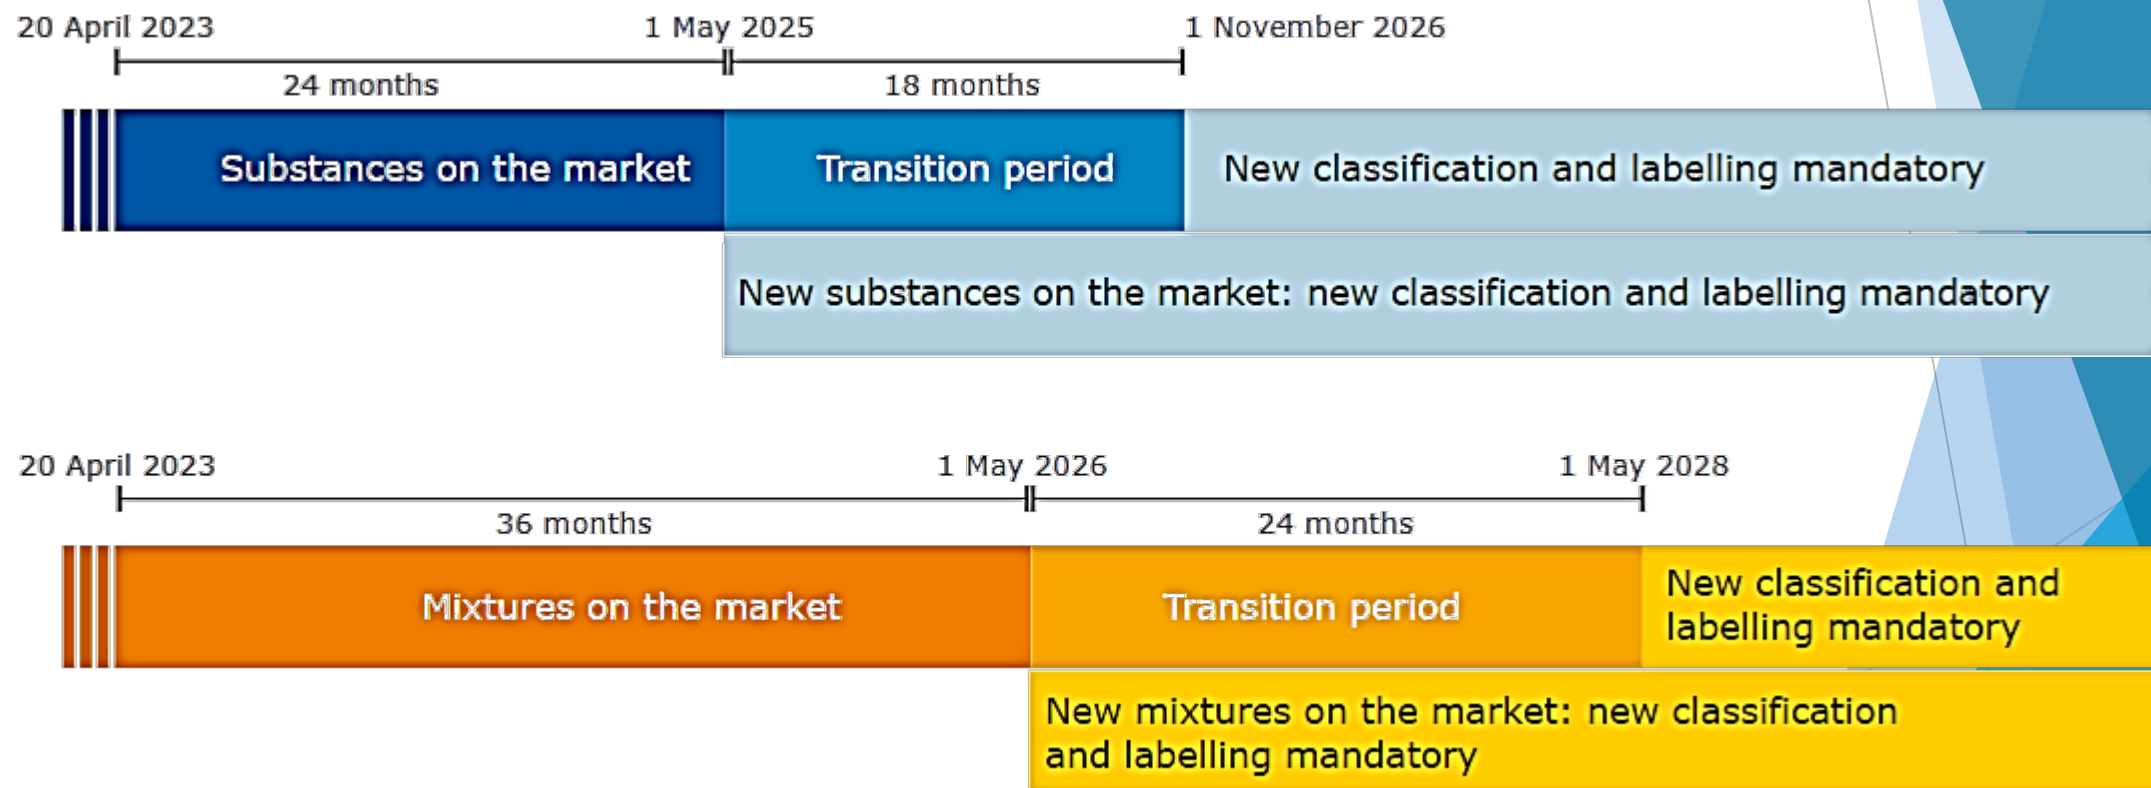 20 April 2023
1 May 2025
1 November 2026
24 months
18 months
Substances on the market
Transition period
New classification and labelling mandatory
New substances on the market: new classification and labelling mandatory
20 April 2023
1 May 2026
1 May 2028
36 months
24 months
Mixtures on the market
Transition period
New classification and
labelling mandatory
New mixtures on the market: new classification
and labelling mandatory